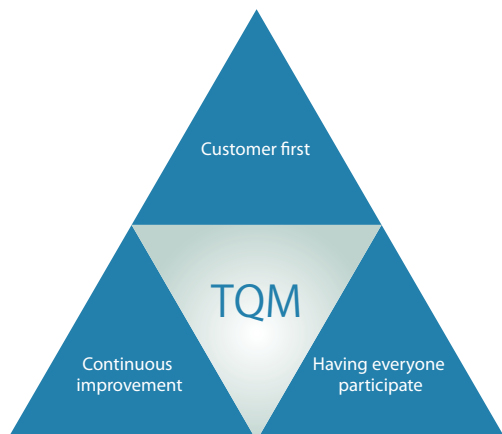 Customer first
TQM
Continuous
improvement
Having everyone
participate